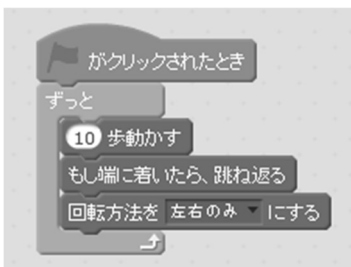 がクリックされたとき
ずっと
10 歩動かす
もし端に着いたら、跳ね返る
回転方法を 左右のみ にする